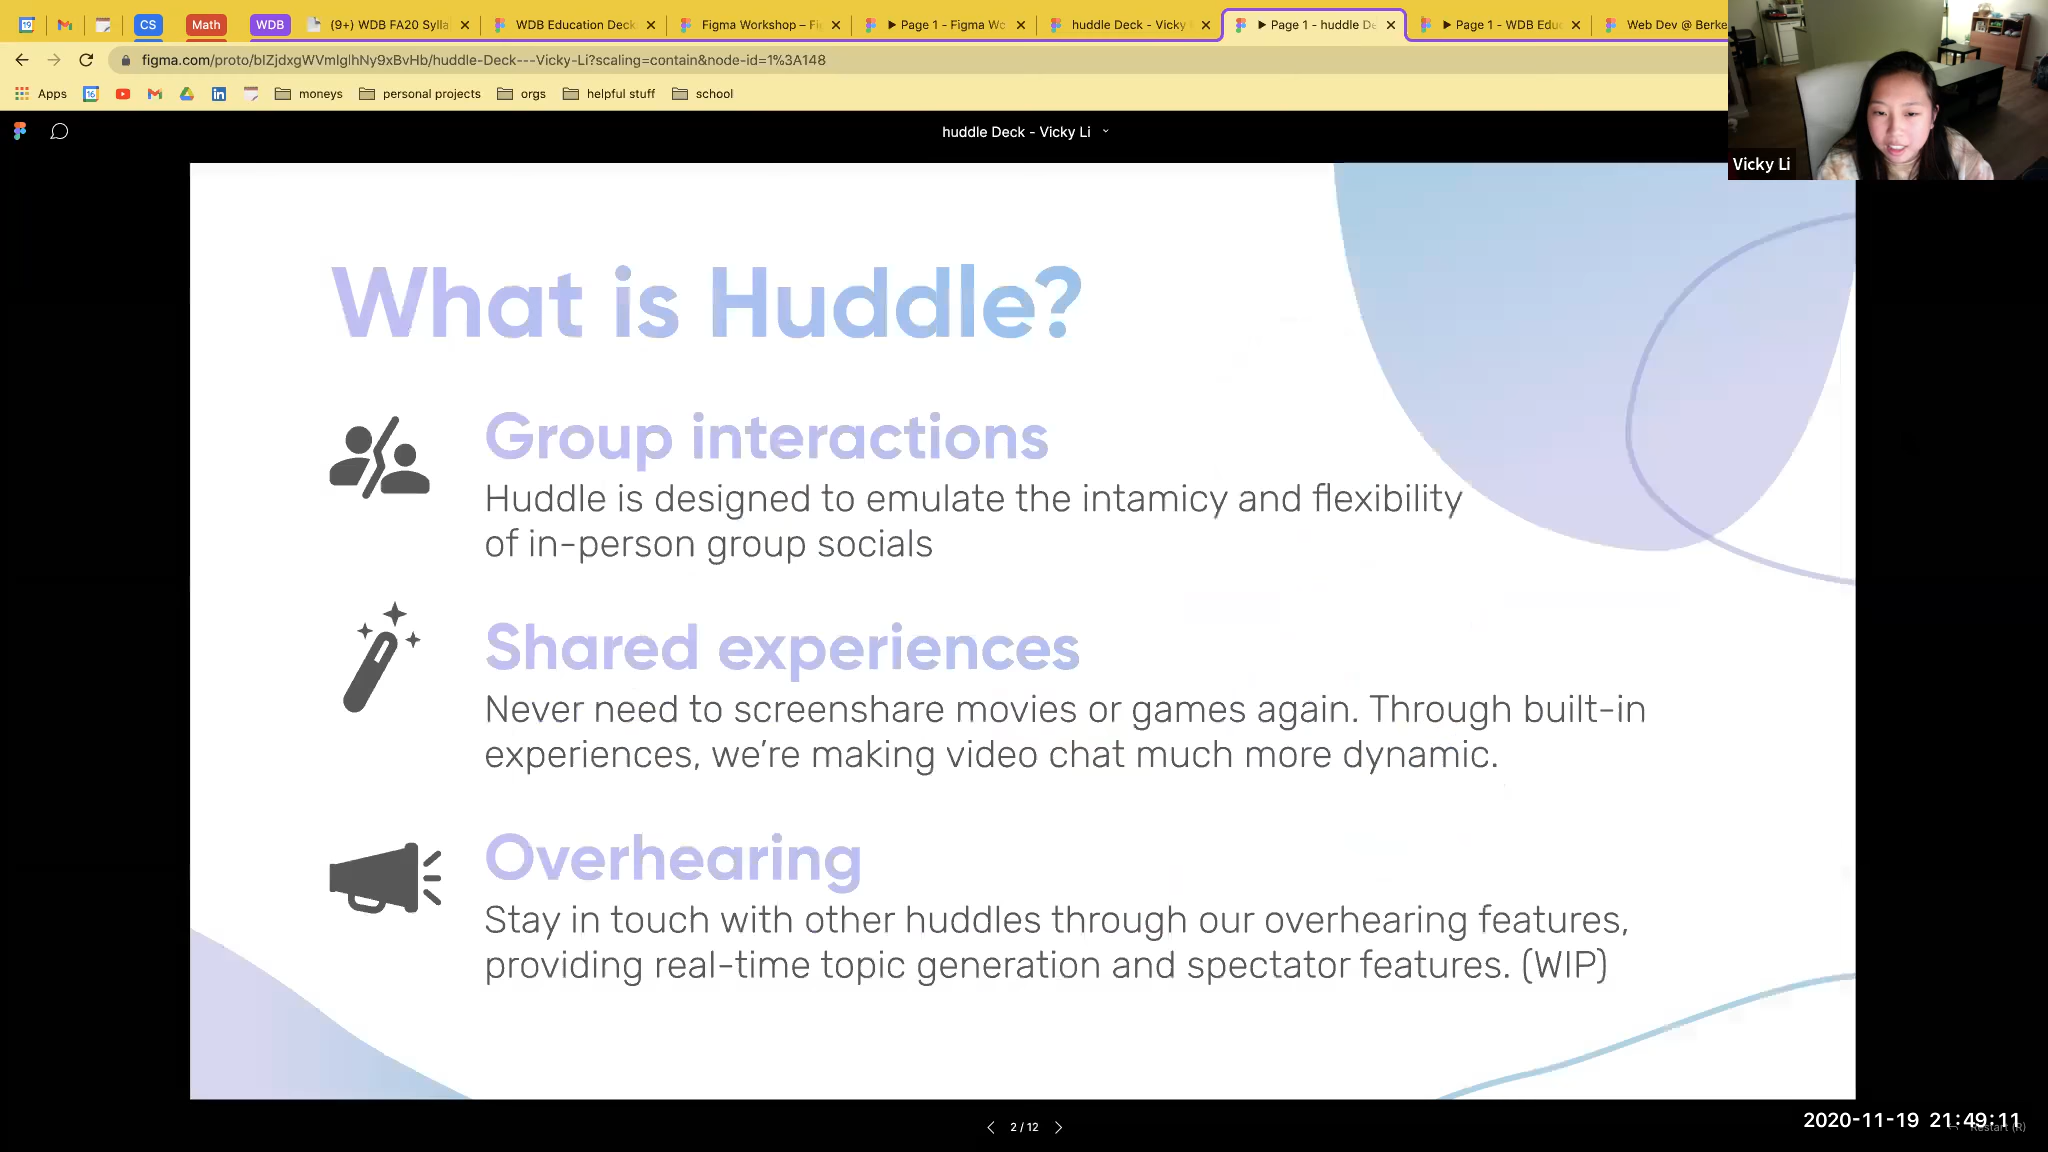 CS
Math
WDB
(9+) WDB FA20 Sylla
WDB Education Deck
Figma Workshop – Fi
Page 1 - Figma Wo
huddle Deck - Vicky
Page 1 - huddle De
Page 1 - WDB Edu
Web Dev @ Berke
figma.com/proto/bIZjdxgWVmlglhNy9xBvHb/huddle-Deck---Vicky-Li?scaling=contain&node-id=1%3A148
Apps
16
moneys
personal projects
orgs
helpful stuff
school
huddle Deck - Vicky Li
Vicky Li
What is Huddle?
Group interactions
Huddle is designed to emulate the intamicy and flexibility
of in-person group socials
Shared experiences
Never need to screenshare movies or games again. Through built-in
experiences, we're making video chat much more dynamic.
Overhearing
Stay in touch with other huddles through our overhearing features,
providing real-time topic generation and spectator features. (WIP)
2 / 12
2020-11-19 21:49:11
Restart (R)